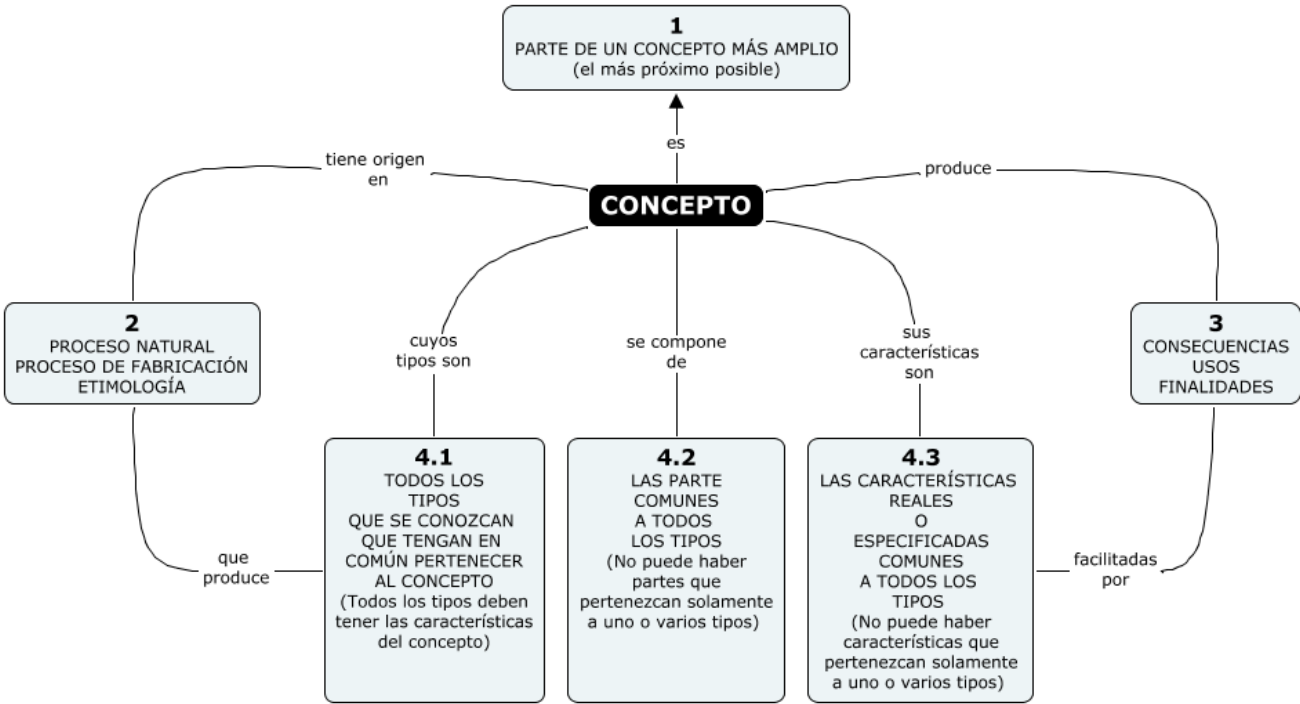 1
PARTE DE UN CONCEPTO MÁS AMPLIO
(el más próximo posible)
es
tiene origen
en
produce
CONCEPTO
2
PROCESO NATURAL
PROCESO DE FABRICACIÓN
ETIMOLOGÍA
cuyos
tipos son
se compone
de
sus
características
son
3
CONSECUENCIAS
USOS
FINALIDADES
que
produce
4.1
TODOS LOS
TIPOS
QUE SE CONOZCAN
QUE TENGAN EN
COMÚN PERTENECER
AL CONCEPTO
(Todos los tipos deben
tener las características
del concepto)
4.2
LAS PARTE
COMUNES
A TODOS
LOS TIPOS
(No puede haber
partes que
pertenezcan solamente
a uno o varios tipos)
4.3
LAS CARACTERÍSTICAS
REALES
O
ESPECIFICADAS
COMUNES
A TODOS LOS
TIPOS
(No puede haber
características que
pertenezcan solamente
a uno o varios tipos)
facilitadas
por